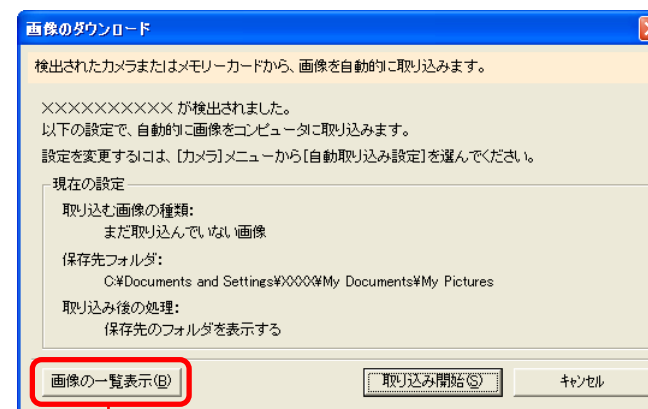 画像のダウンロード
検出されたカメラまたはメモリーカードから、画像を自動的に取り込みます。
×××××××××× が検出されました。
以下の設定で、自動的に画像をコンピュータに取り込みます。
設定を変更するには、[カメラ]メニューから[自動取り込み設定]を選んでください。
現在の設定
取り込む画像の種類:
まだ取り込んでいない画像
保存先フォルダ:
C:¥Documents and Settings¥XXXX¥My Documents¥My Pictures
取り込み後の処理:
保存先のフォルダを表示する
画像の一覧表示(B) 取り込み開始(S) キャンセル